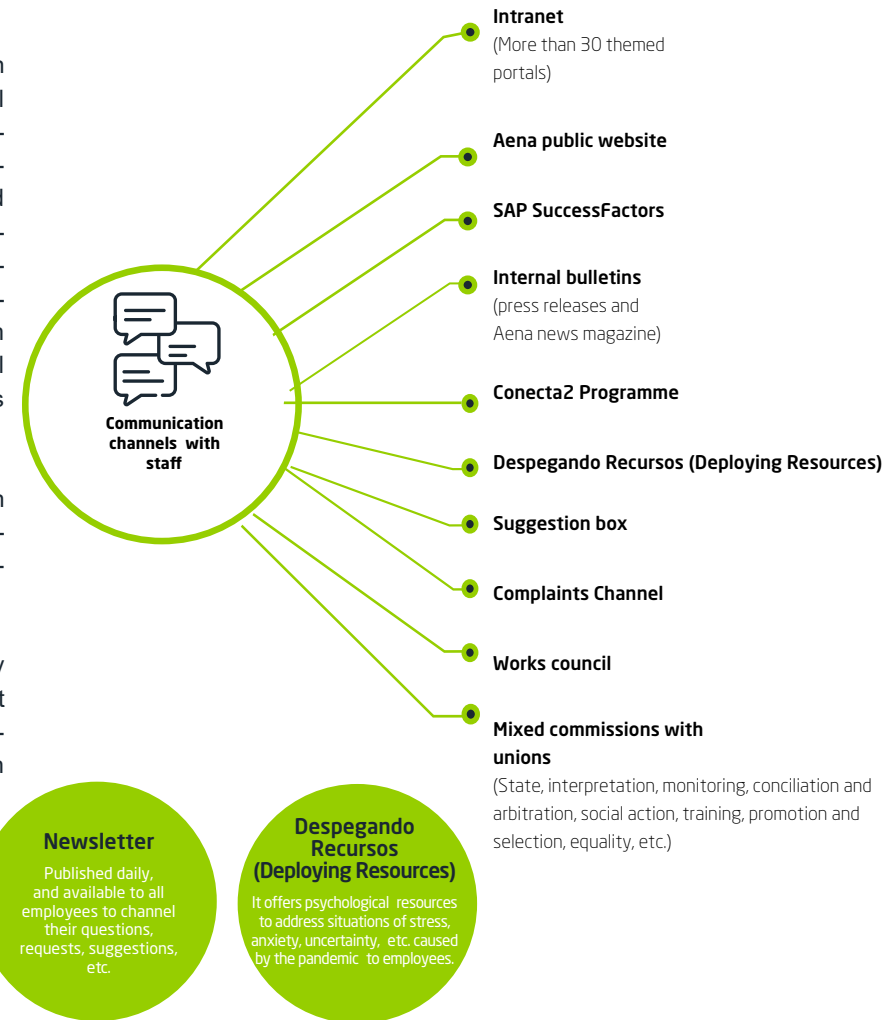 Intranet
(More than 30 themed
portals)
Aena public website
SAP SuccessFactors
Internal bulletins
(press releases and
Aena news magazine)
Communication
channels with
staff
Conecta2 Programme
Despegando Recursos (Deploying Resources)
Suggestion box
Complaints Channel
Works council
Mixed commissions with
unions
(State, interpretation, monitoring, conciliation and
arbitration, social action, training, promotion and
selection, equality, etc.)
Newsletter
Published daily,
and available to all
employees to channel
their questions,
requests, suggestions,
etc.
Despegando
Recursos
(Deploying Resources)
It offers psychological resources
to address situations of stress,
anxiety, uncertainty, etc. caused
by the pandemic to employees.